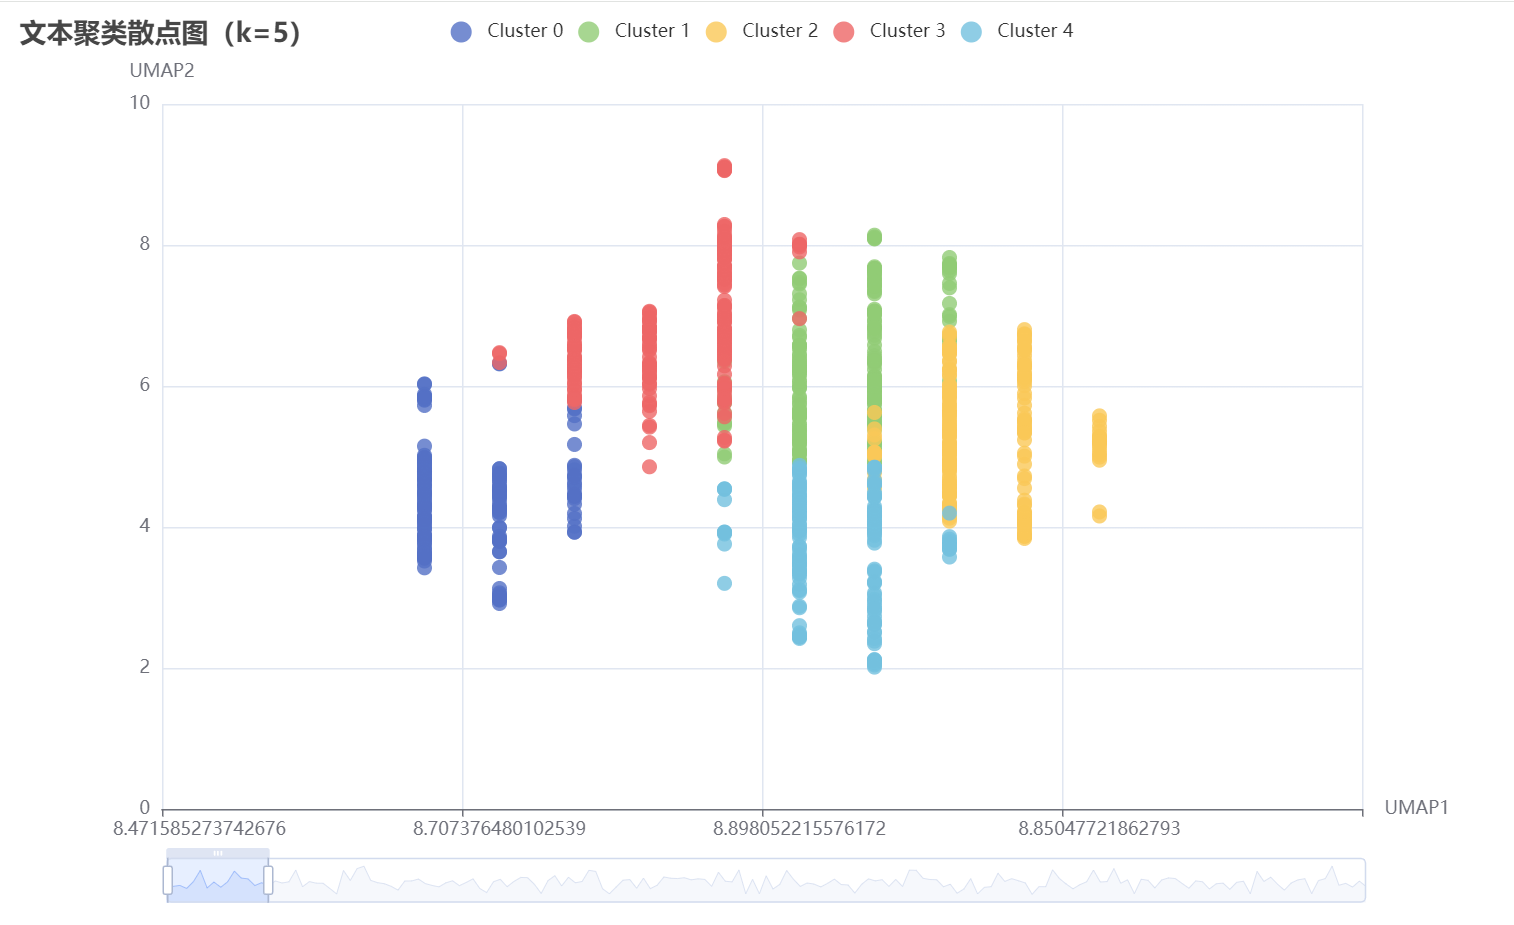 文本聚类散点图（k=5）
Cluster 0 Cluster 1 Cluster 2 Cluster 3 Cluster 4
UMAP2
10
8
6
4
2
0
UMAP1
8.471585273742676 8.707376480102539 8.898052215576172 8.85047721862793